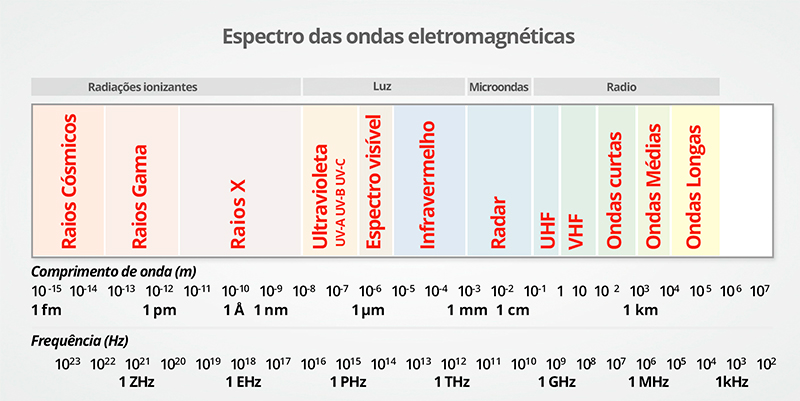 Espectro das ondas eletromagnéticas
Radiações ionizantes Luz Microondas Radio
Raios Cósmicos
Raios Gama
Raios X
Ultravioleta
UV-A UV-B UV-C
Espectro visível
Infravermelho
Radar
UHF
VHF
Ondas curtas
Ondas Médias
Ondas Longas
Comprimento de onda (m)
10⁻¹⁵ 10⁻¹⁴ 10⁻¹³ 10⁻¹² 10⁻¹¹ 10⁻¹⁰ 10⁻⁹ 10⁻⁸ 10⁻⁷ 10⁻⁶ 10⁻⁵ 10⁻⁴ 10⁻³ 10⁻² 10⁻¹ 1 10 10² 10³ 10⁴ 10⁵ 10⁶ 10⁷
1 fm 1 pm 1 Å 1 nm 1 µm 1 mm 1 cm 1 km
Frequência (Hz)
10²³ 10²² 10²¹ 10²⁰ 10¹⁹ 10¹⁸ 10¹⁷ 10¹⁶ 10¹⁵ 10¹⁴ 10¹³ 10¹² 10¹¹ 10¹⁰ 10⁹ 10⁸ 10⁷ 10⁶ 10⁵ 10⁴ 10³ 10²
1 ZHz 1 EHz 1 PHz 1 THz 1 GHz 1 MHz 1kHz